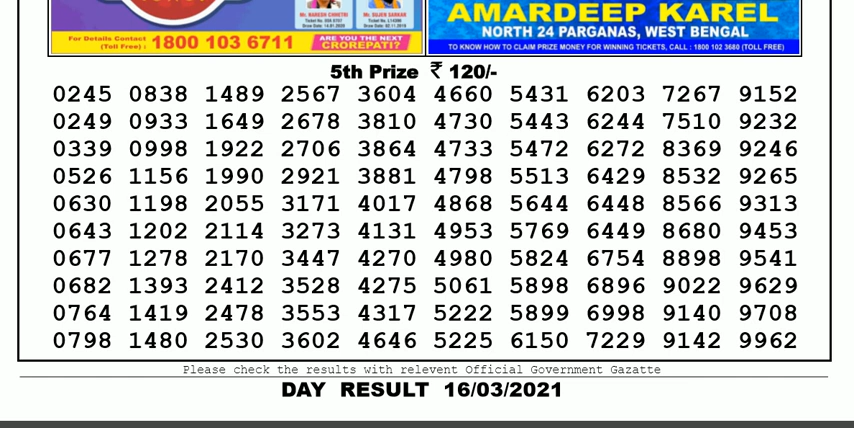 Mr. NARESH CHHETRI
Mr. SUJEN SARKAR
For Details Contact
(Toll Free) : 1800 103 6711
ARE YOU THE NEXT
CROREPATI?
AMARDEEP KAREL
NORTH 24 PARGANAS, WEST BENGAL
TO KNOW HOW TO CLAIM PRIZE MONEY FOR WINNING TICKETS, CALL : 1800 102 3680 (TOLL FREE)
5th Prize ₹ 120/-
0245 0838 1489 2567 3604 4660 5431 6203 7267 9152
0249 0933 1649 2678 3810 4730 5443 6244 7510 9232
0339 0998 1922 2706 3864 4733 5472 6272 8369 9246
0526 1156 1990 2921 3881 4798 5513 6429 8532 9265
0630 1198 2055 3171 4017 4868 5644 6448 8566 9313
0643 1202 2114 3273 4131 4953 5769 6449 8680 9453
0677 1278 2170 3447 4270 4980 5824 6754 8898 9541
0682 1393 2412 3528 4275 5061 5898 6896 9022 9629
0764 1419 2478 3553 4317 5222 5899 6998 9140 9708
0798 1480 2530 3602 4646 5225 6150 7229 9142 9962
Please check the results with relevent Official Government Gazatte
DAY RESULT 16/03/2021